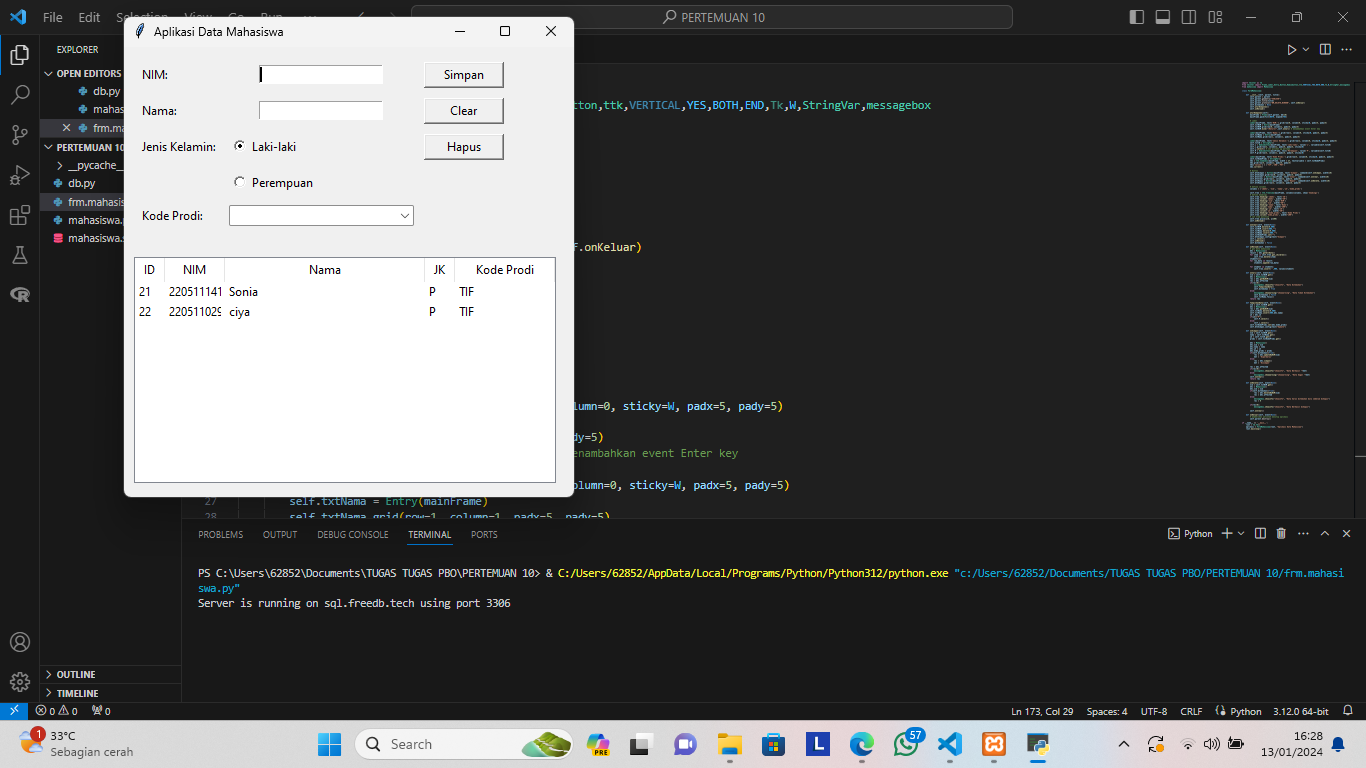 File Edit Selection View Go Run
PERTEMUAN 10
Aplikasi Data Mahasiswa
EXPLORER
OPEN EDITORS
db.py
mahas
frm.ma
PERTEMUAN 10
__pycache__
db.py
frm.mahasis
mahasiswa.
mahasiswa.
NIM:
Simpan
Nama:
Clear
Jenis Kelamin:
Laki-laki
Hapus
Perempuan
Kode Prodi:
ID NIM Nama JK Kode Prodi
21 220511141 Sonia P TIF
22 220511029 ciya P TIF
tton,ttk,VERTICAL,YES,BOTH,END,Tk,W,StringVar,messagebox
F.onKeluar)
lumn=0, sticky=W, padx=5, pady=5)
dy=5)
enambahkan event Enter key
olumn=0, sticky=W, padx=5, pady=5)
27 self.txtNama = Entry(mainFrame)
28 self.txtNama.grid(row=1, column=1, padx=5, pady=5)
PROBLEMS OUTPUT DEBUG CONSOLE TERMINAL PORTS
Python
PS C:\Users\62852\Documents\TUGAS TUGAS PBO\PERTEMUAN 10> & C:/Users/62852/AppData/Local/Programs/Python/Python312/python.exe "c:/Users/62852/Documents/TUGAS TUGAS PBO/PERTEMUAN 10/frm.mahasi
swa.py"
Server is running on sql.freedb.tech using port 3306
OUTLINE
TIMELINE
0 0 0
Ln 173, Col 29 Spaces: 4 UTF-8 CRLF Python 3.12.0 64-bit
1
33°C
Sebagian cerah
Search
PRE
L
57
16:28
13/01/2024